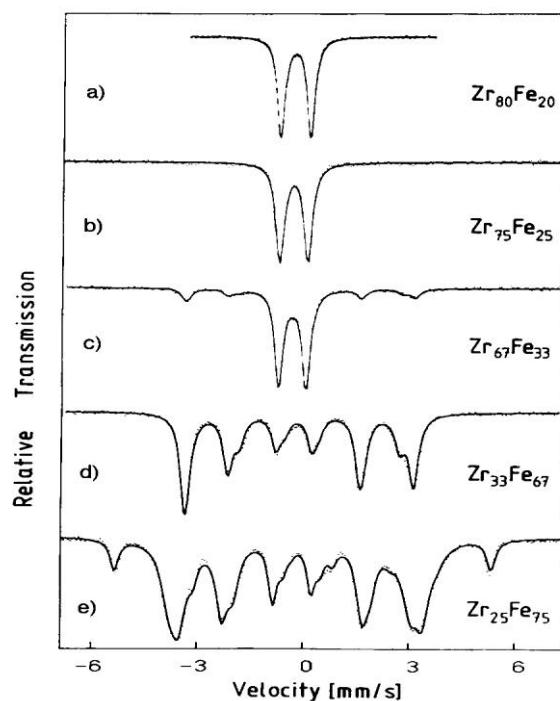 a)
Zr80Fe20
b)
Zr75Fe25
c)
Zr67Fe33
d)
Zr33Fe67
e)
Zr25Fe75
Relative Transmission
-6 -3 0 3 6
Velocity [mm/s]